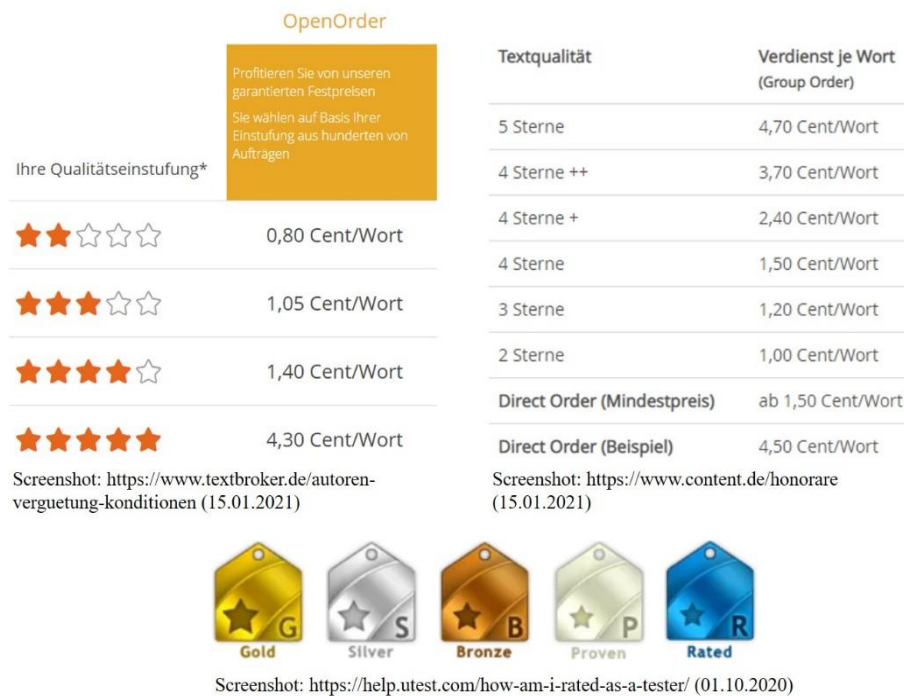 OpenOrder
Profitieren Sie von unseren
garantierten Festpreisen
Sie wählen auf Basis Ihrer
Einstufung aus hunderten von
Aufträgen
Ihre Qualitätseinstufung*
0,80 Cent/Wort
1,05 Cent/Wort
1,40 Cent/Wort
4,30 Cent/Wort
Screenshot: https://www.textbroker.de/autoren-
verguetung-konditionen (15.01.2021)
Textqualität Verdienst je Wort
(Group Order)
5 Sterne 4,70 Cent/Wort
4 Sterne ++ 3,70 Cent/Wort
4 Sterne + 2,40 Cent/Wort
4 Sterne 1,50 Cent/Wort
3 Sterne 1,20 Cent/Wort
2 Sterne 1,00 Cent/Wort
Direct Order (Mindestpreis) ab 1,50 Cent/Wort
Direct Order (Beispiel) 4,50 Cent/Wort
Screenshot: https://www.content.de/honorare
(15.01.2021)
G S B P R
Gold Silver Bronze Proven Rated
Screenshot: https://help.utest.com/how-am-i-rated-as-a-tester/ (01.10.2020)